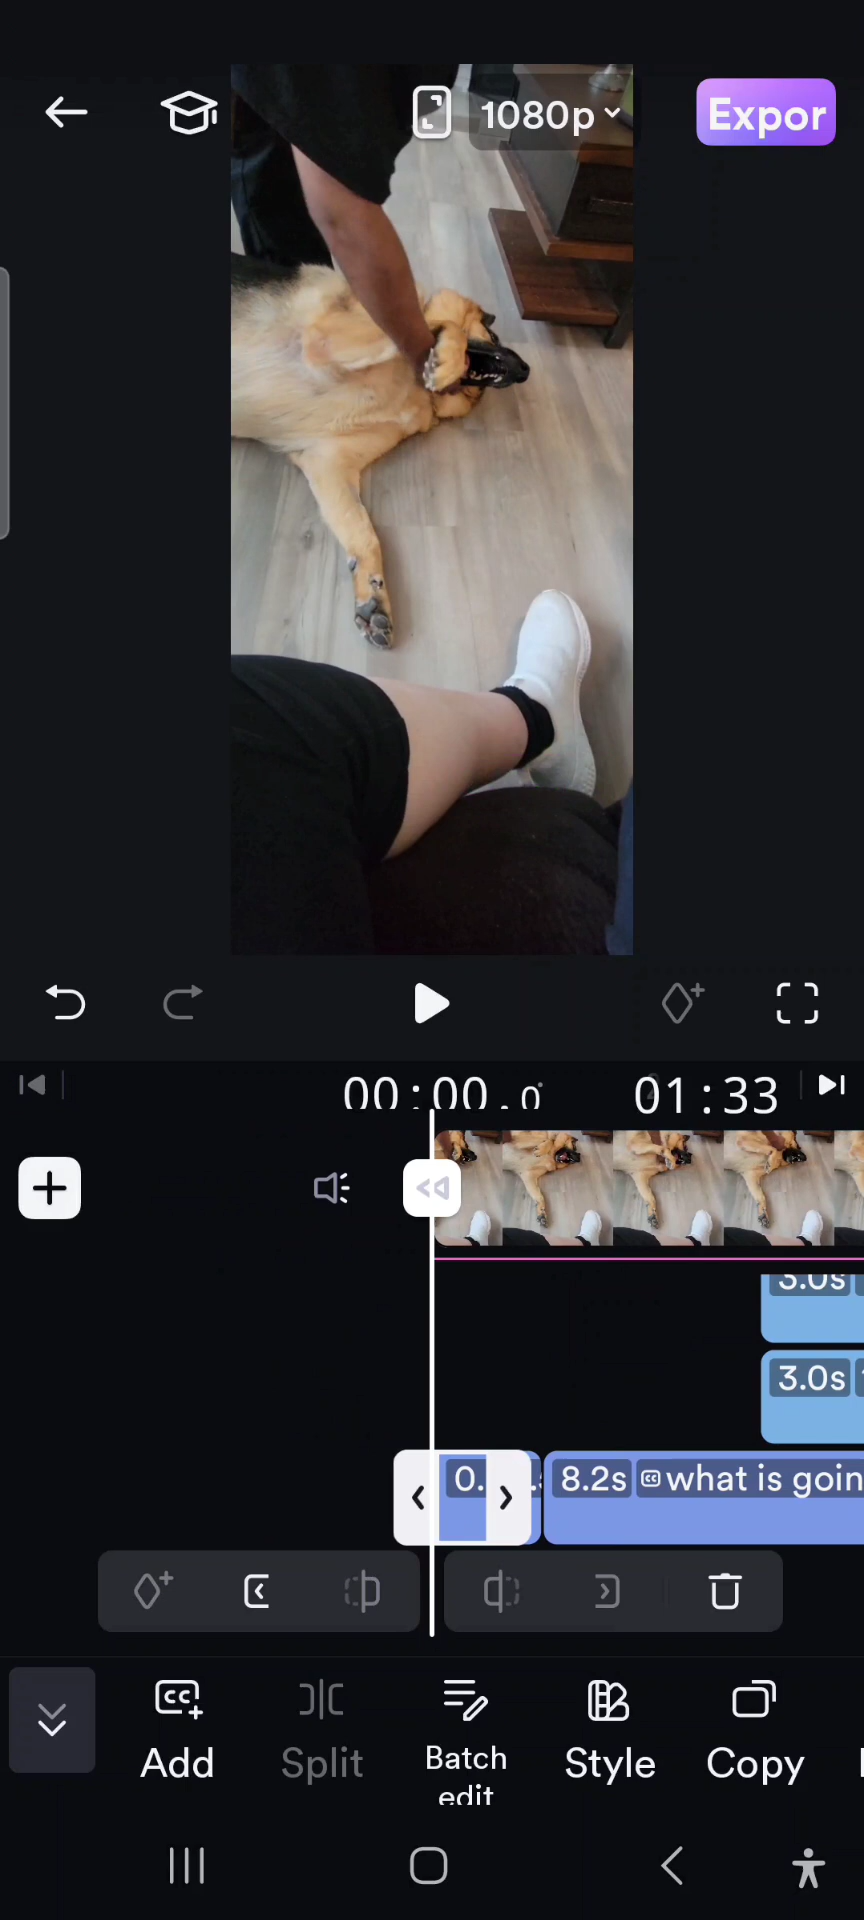 1080p
Expor
00:00.0
01:33
3.0s
3.0s
0.
8.2s what is goin
Add
Split
Batch
edit
Style
Copy